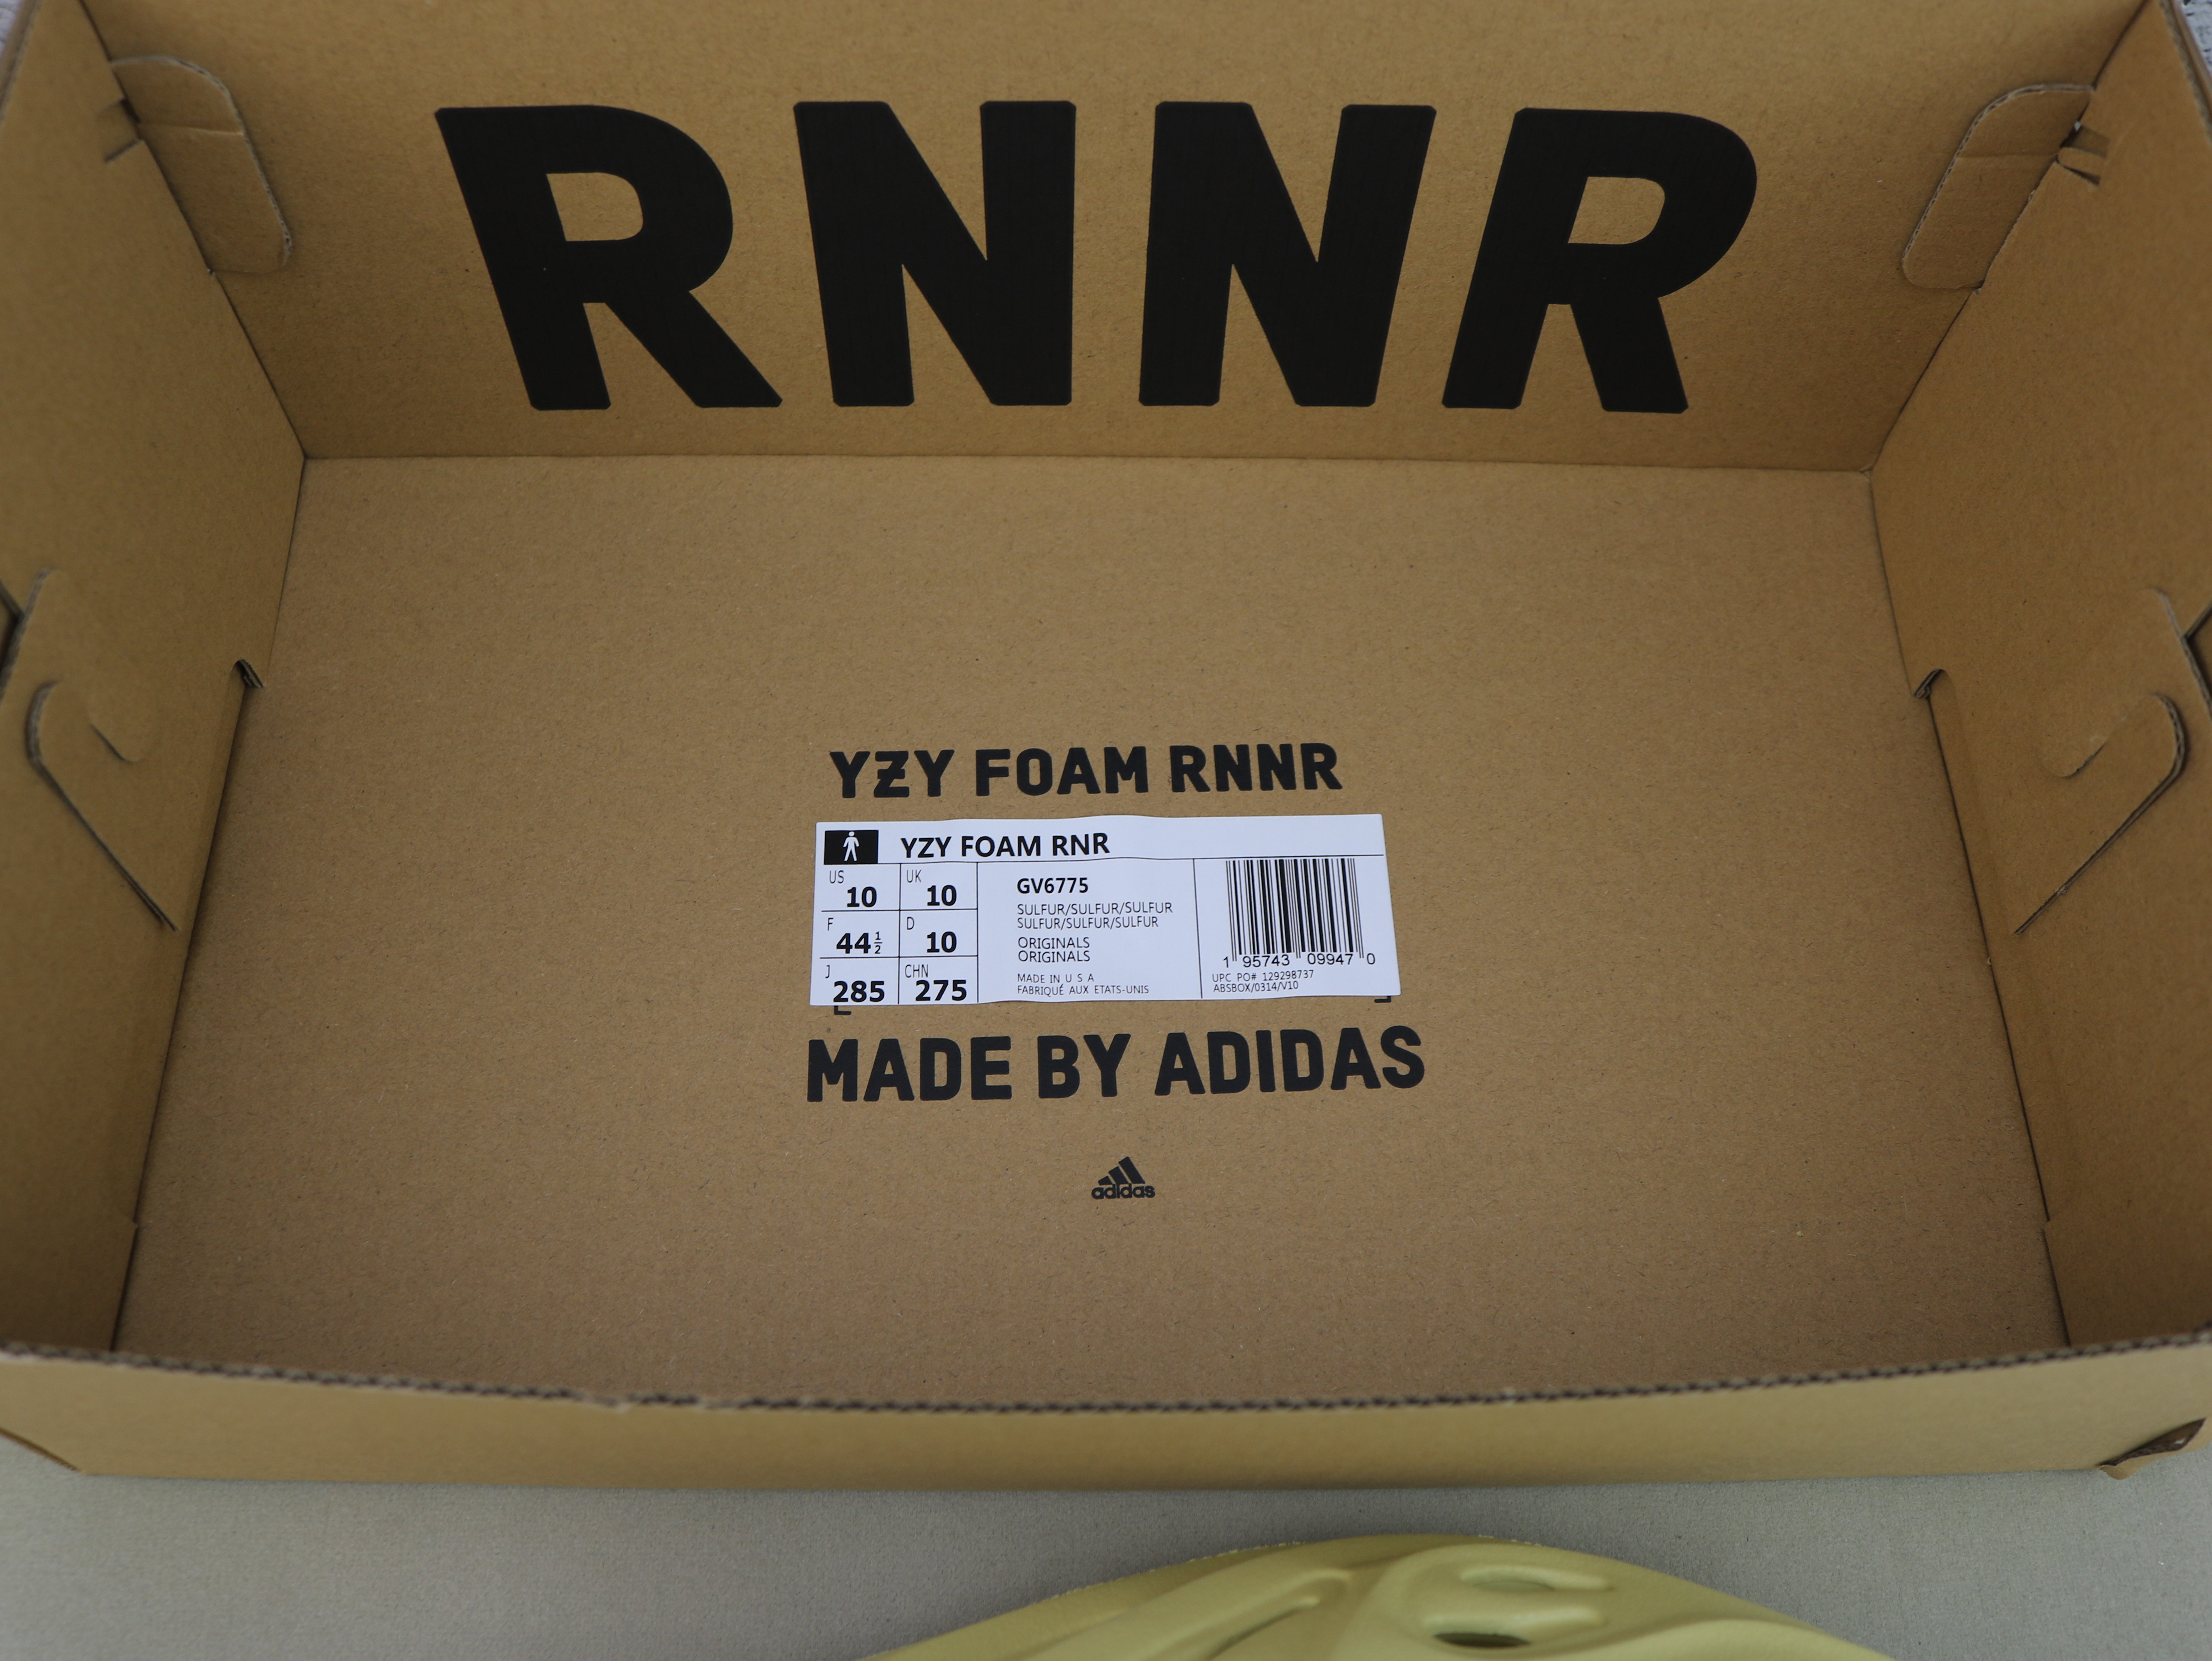 RNNR
YZY FOAM RNNR
YZY FOAM RNR
US 10 UK 10
F 44½ D 10
J 285 CHN 275
GV6775
SULFUR/SULFUR/SULFUR
SULFUR/SULFUR/SULFUR
ORIGINALS
ORIGINALS
MADE IN U S A
FABRIQUÉ AUX ETATS-UNIS
1 95743 09947 0
UPC PO# 129298737
ABSBOX/0314/V10
MADE BY ADIDAS
adidas